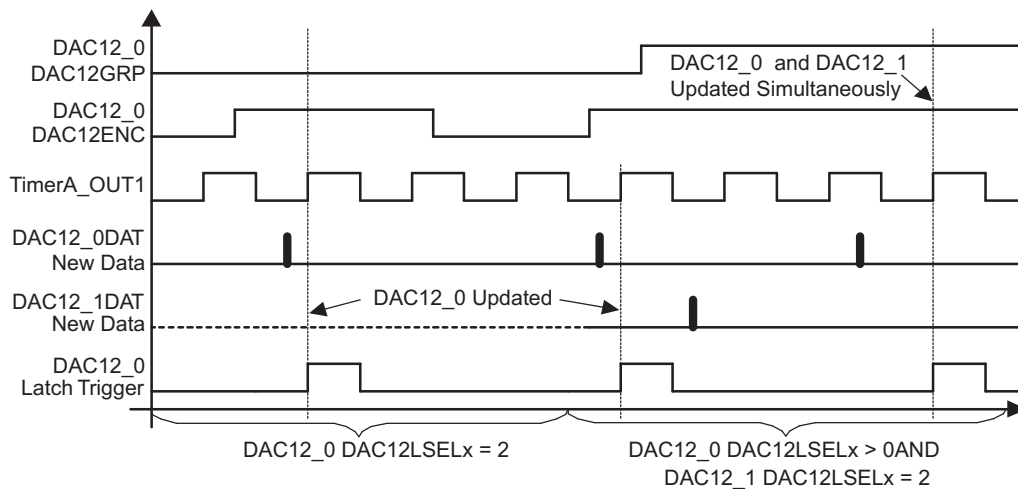 DAC12_0
DAC12GRP
DAC12_0 and DAC12_1
Updated Simultaneously
DAC12_0
DAC12ENC
TimerA_OUT1
DAC12_0DAT
New Data
DAC12_1DAT
New Data
DAC12_0 Updated
DAC12_0
Latch Trigger
DAC12_0 DAC12LSELx = 2
DAC12_0 DAC12LSELx > 0AND
DAC12_1 DAC12LSELx = 2